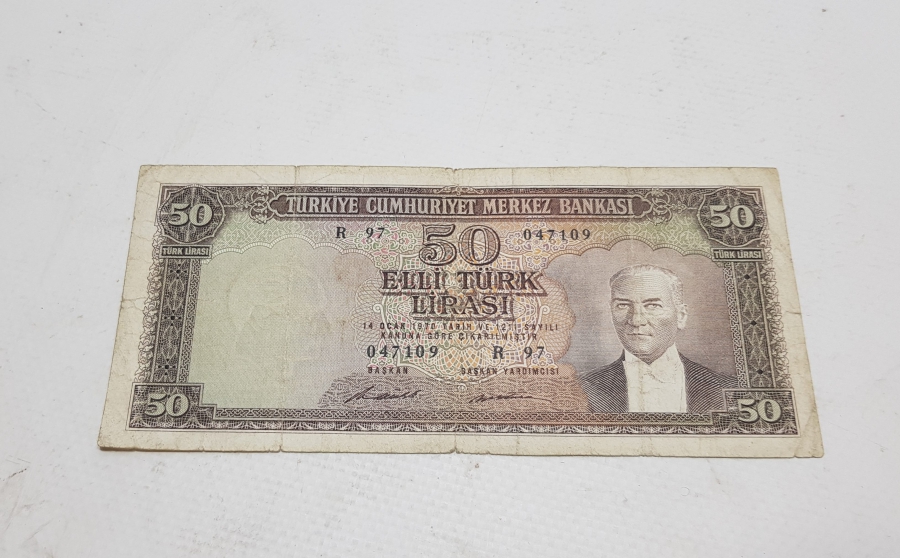 TÜRKİYE CUMHURİYET MERKEZ BANKASI
50 50
TÜRK LİRASI TÜRK LİRASI
R 97 50 047109
ELLİ TÜRK
LİRASI
14 OCAK 1970 TARİH VE 1211 SAYILI
KANUNA GÖRE ÇIKARILMIŞTIR
047109 R 97
BAŞKAN BAŞKAN YARDIMCISI
50 50